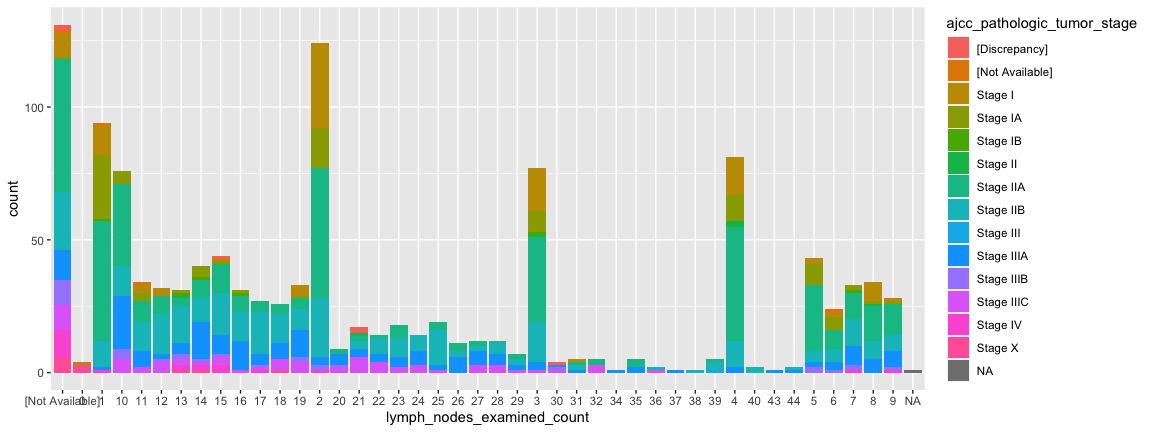 ajcc_pathologic_tumor_stage
[Discrepancy]
[Not Available]
Stage I
Stage IA
Stage IB
Stage II
Stage IIA
Stage IIB
Stage III
Stage IIIA
Stage IIIB
Stage IIIC
Stage IV
Stage X
NA
count
100
50
0
[Not Available] 0 1 10 11 12 13 14 15 16 17 18 19 2 20 21 22 23 24 25 26 27 28 29 3 30 31 32 34 35 36 37 38 39 4 40 43 44 5 6 7 8 9 NA
lymph_nodes_examined_count